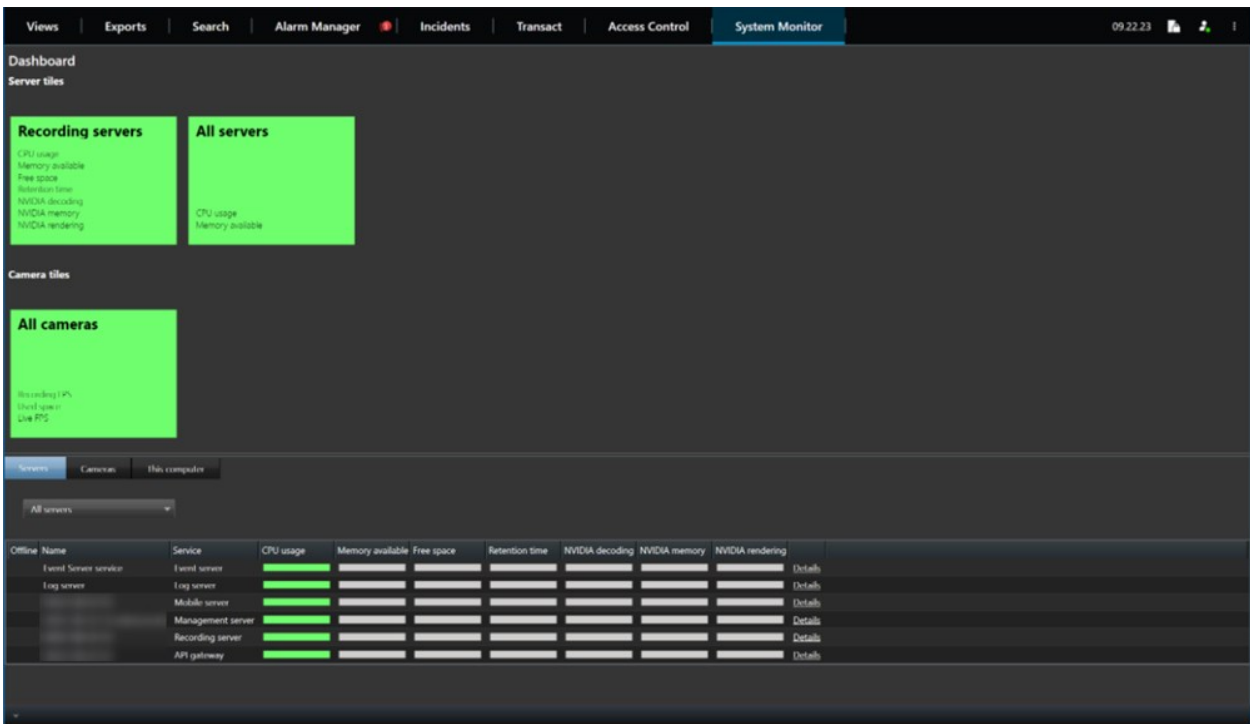 Views Exports Search Alarm Manager Incidents Transact Access Control System Monitor 09.22.23
Dashboard
Server tiles
Recording servers
CPU usage
Memory available
Free space
Retention time
NVIDIA decoding
NVIDIA memory
NVIDIA rendering
All servers
CPU usage
Memory available
Camera tiles
All cameras
Recording FPS
Used space
Live FPS
Servers Cameras This computer
All servers
Offline Name Service CPU usage Memory available Free space Retention time NVIDIA decoding NVIDIA memory NVIDIA rendering
Event Server service Event server Details
Log server Log server Details
Mobile server Details
Management server Details
Recording server Details
API gateway Details